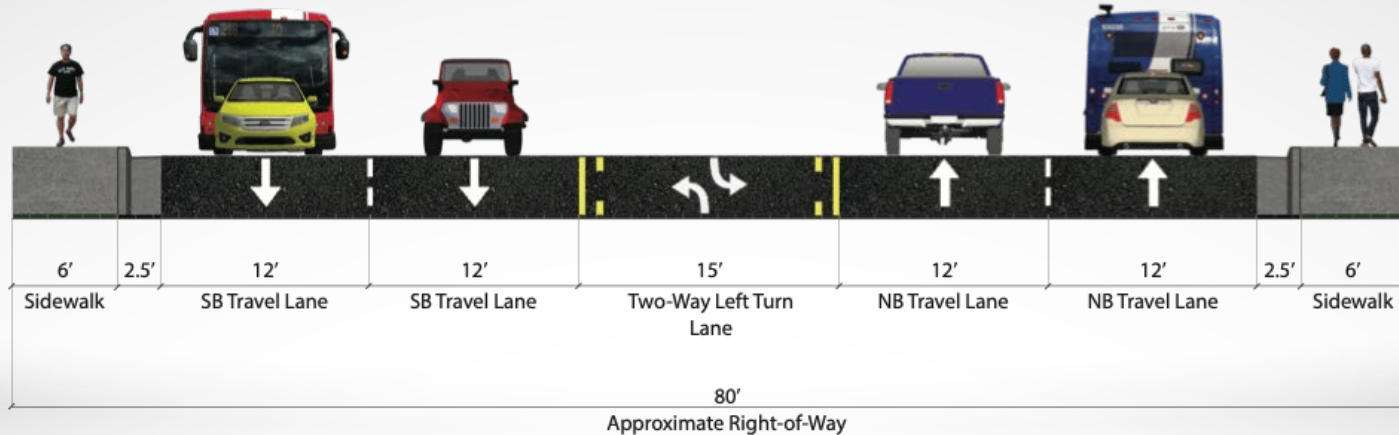 6’
2.5’
12’
12’
15’
12’
12’
2.5’
6’
Sidewalk
SB Travel Lane
SB Travel Lane
Two-Way Left Turn
Lane
NB Travel Lane
NB Travel Lane
Sidewalk
80’
Approximate Right-of-Way